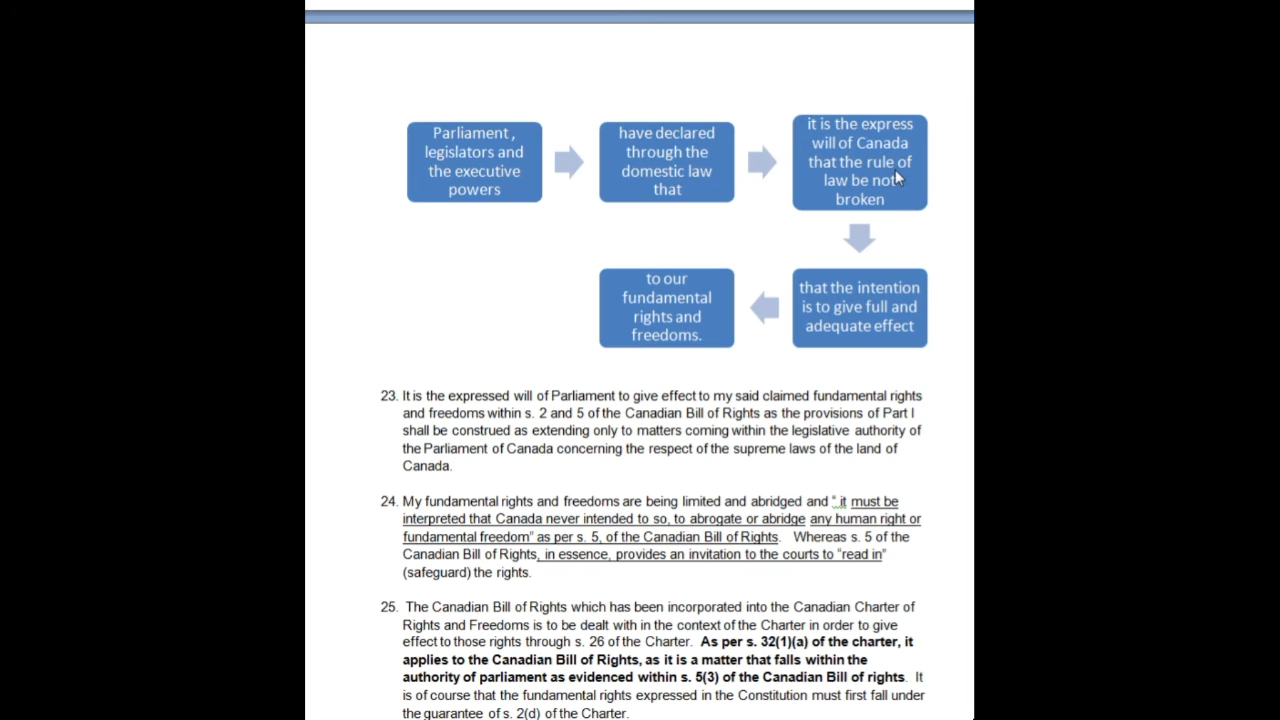 Parliament ,
legislators and
the executive
powers
have declared
through the
domestic law
that
it is the express
will of Canada
that the rule of
law be not
broken
that the intention
is to give full and
adequate effect
to our
fundamental
rights and
freedoms.
23. It is the expressed will of Parliament to give effect to my said claimed fundamental rights
and freedoms within s. 2 and 5 of the Canadian Bill of Rights as the provisions of Part I
shall be construed as extending only to matters coming within the legislative authority of
the Parliament of Canada concerning the respect of the supreme laws of the land of
Canada.
24. My fundamental rights and freedoms are being limited and abridged and “ it must be
interpreted that Canada never intended to so, to abrogate or abridge any human right or
fundamental freedom” as per s. 5, of the Canadian Bill of Rights. Whereas s. 5 of the
Canadian Bill of Rights, in essence, provides an invitation to the courts to “read in”
(safeguard) the rights.
25. The Canadian Bill of Rights which has been incorporated into the Canadian Charter of
Rights and Freedoms is to be dealt with in the context of the Charter in order to give
effect to those rights through s. 26 of the Charter. As per s. 32(1)(a) of the charter, it
applies to the Canadian Bill of Rights, as it is a matter that falls within the
authority of parliament as evidenced within s. 5(3) of the Canadian Bill of rights. It
is of course that the fundamental rights expressed in the Constitution must first fall under
the guarantee of s. 2(d) of the Charter.